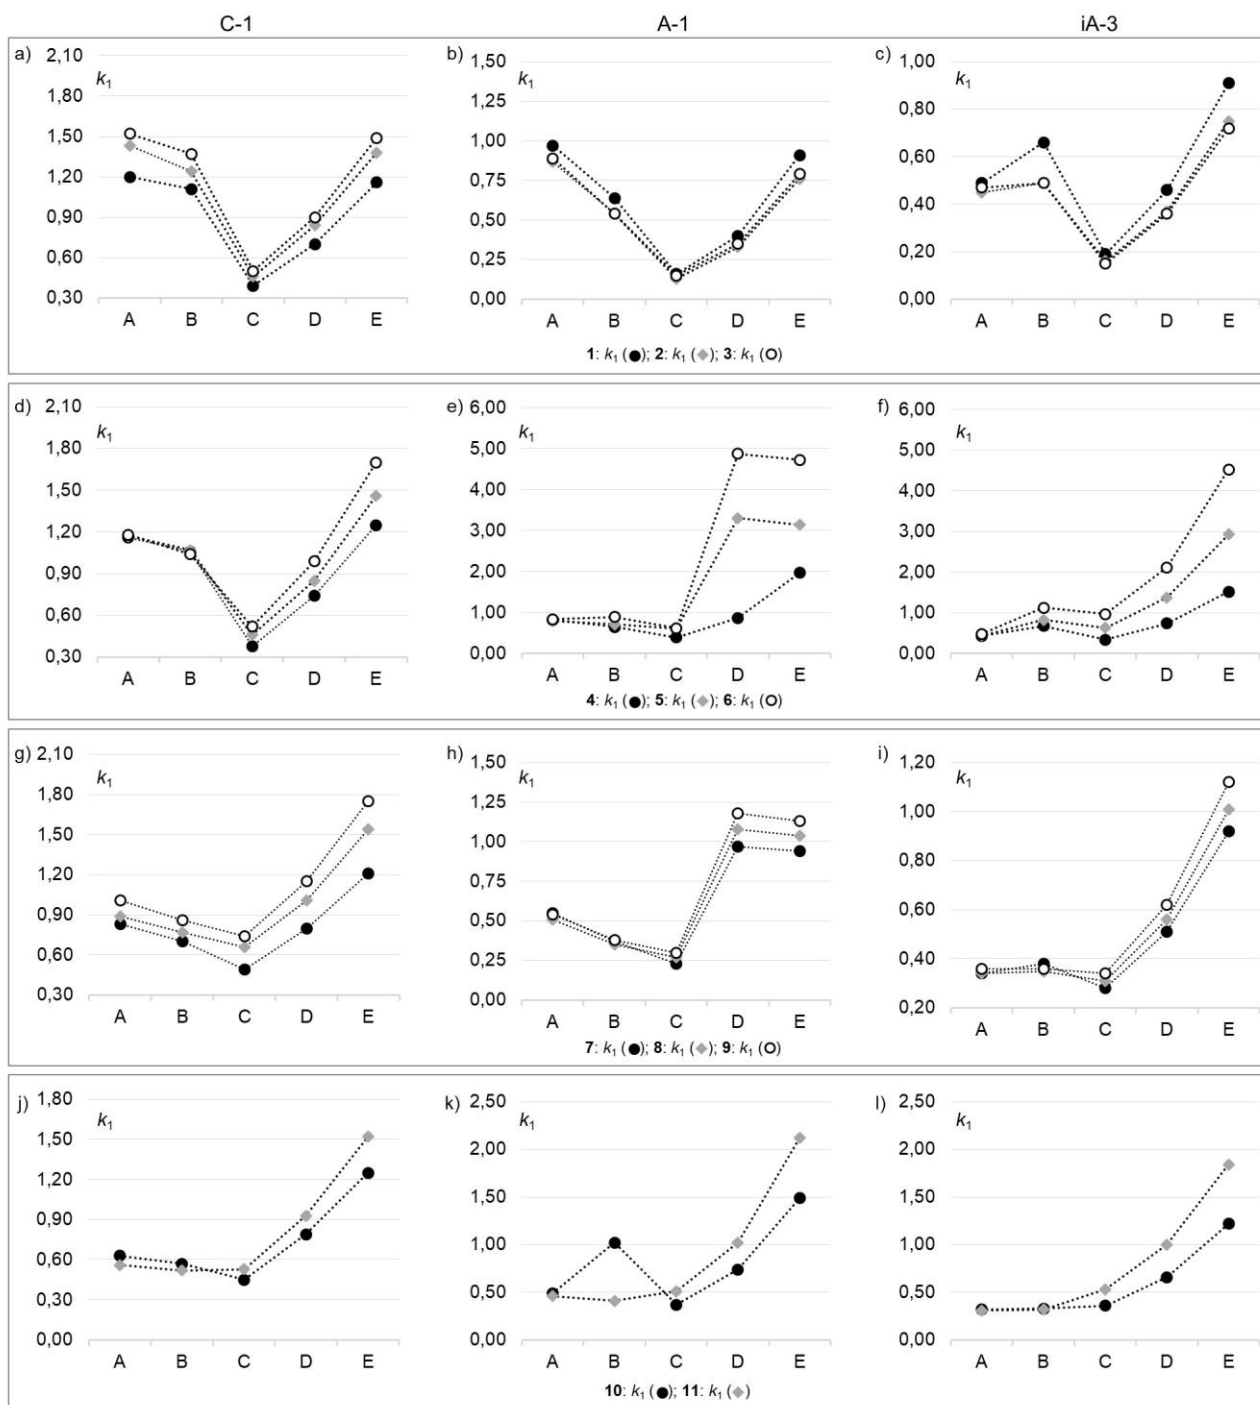 C-1 A-1 iA-3
a) 2,10 1,80 1,50 1,20 0,90 0,60 0,30
k1
A B C D E
b) 1,50 1,25 1,00 0,75 0,50 0,25 0,00
k1
A B C D E
c) 1,00 0,80 0,60 0,40 0,20 0,00
k1
A B C D E
1: k1 (●); 2: k1 (◆); 3: k1 (O)
d) 2,10 1,80 1,50 1,20 0,90 0,60 0,30
k1
A B C D E
e) 6,00 5,00 4,00 3,00 2,00 1,00 0,00
k1
A B C D E
f) 6,00 5,00 4,00 3,00 2,00 1,00 0,00
k1
A B C D E
4: k1 (●); 5: k1 (◆); 6: k1 (O)
g) 2,10 1,80 1,50 1,20 0,90 0,60 0,30
k1
A B C D E
h) 1,50 1,25 1,00 0,75 0,50 0,25 0,00
k1
A B C D E
i) 1,20 1,00 0,80 0,60 0,40 0,20
k1
A B C D E
7: k1 (●); 8: k1 (◆); 9: k1 (O)
j) 1,80 1,50 1,20 0,90 0,60 0,30 0,00
k1
A B C D E
k) 2,50 2,00 1,50 1,00 0,50 0,00
k1
A B C D E
l) 2,50 2,00 1,50 1,00 0,50 0,00
k1
A B C D E
10: k1 (●); 11: k1 (◆)